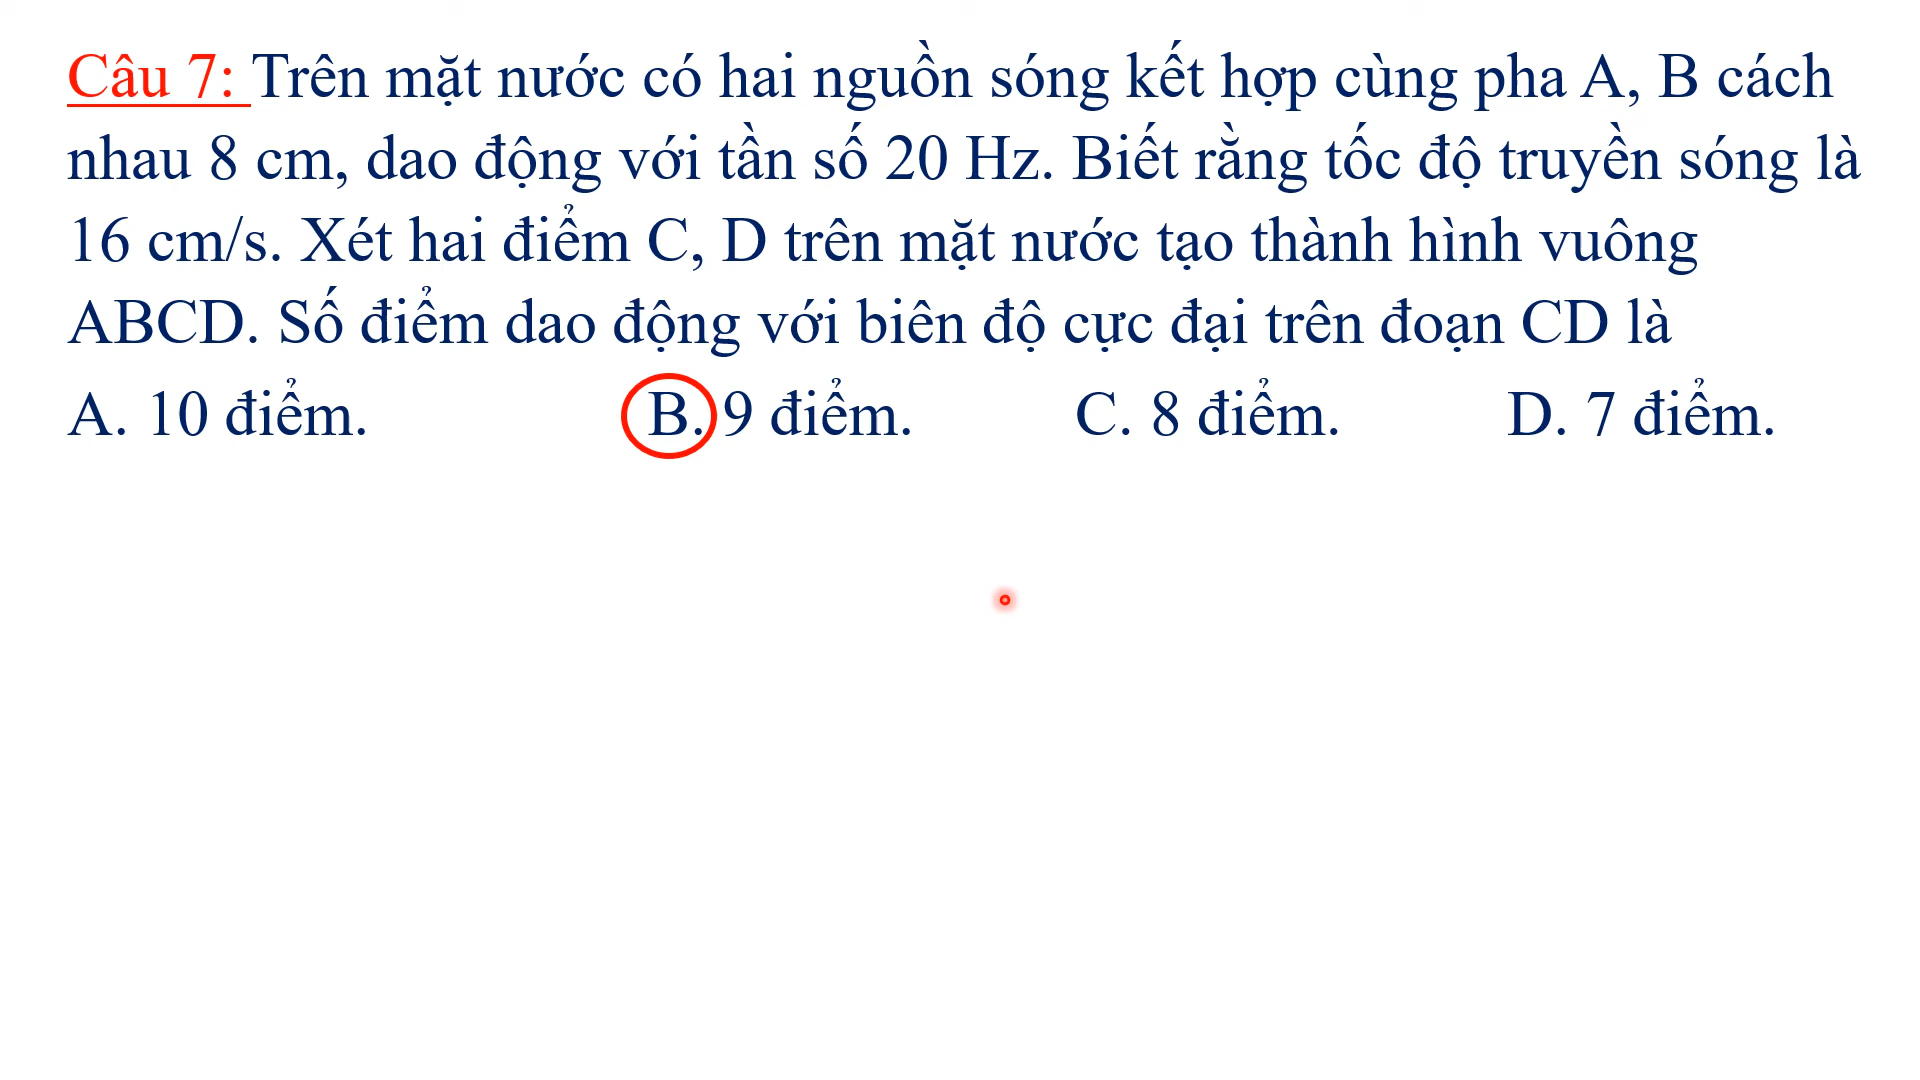 Câu 7: Trên mặt nước có hai nguồn sóng kết hợp cùng pha A, B cách
nhau 8 cm, dao động với tần số 20 Hz. Biết rằng tốc độ truyền sóng là
16 cm/s. Xét hai điểm C, D trên mặt nước tạo thành hình vuông
ABCD. Số điểm dao động với biên độ cực đại trên đoạn CD là
A. 10 điểm. B. 9 điểm. C. 8 điểm. D. 7 điểm.